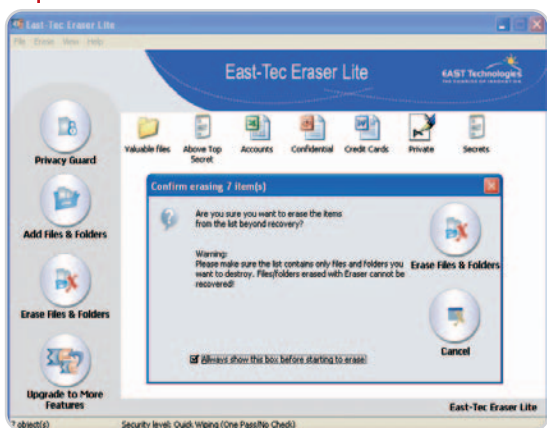 East-Tec Eraser Lite
File Erase View Help
East-Tec Eraser Lite
EAST Technologies
Privacy Guard
Add Files & Folders
Erase Files & Folders
Upgrade to More
Features
Valuable files
Above Top
Secret
Accounts
Confidential
Credit Cards
Private
Secrets
Confirm erasing 7 item(s)
Are you sure you want to erase the items
from the list beyond recovery?
Warning:
Please make sure the list contains only files and folders you
want to destroy. Files/folders erased with Eraser cannot be
recovered!
Erase Files & Folders
Cancel
Always show this box before starting to erase
East-Tec Eraser Lite
7 object(s) Security level: Quick Wiping (One Pass/No Check)